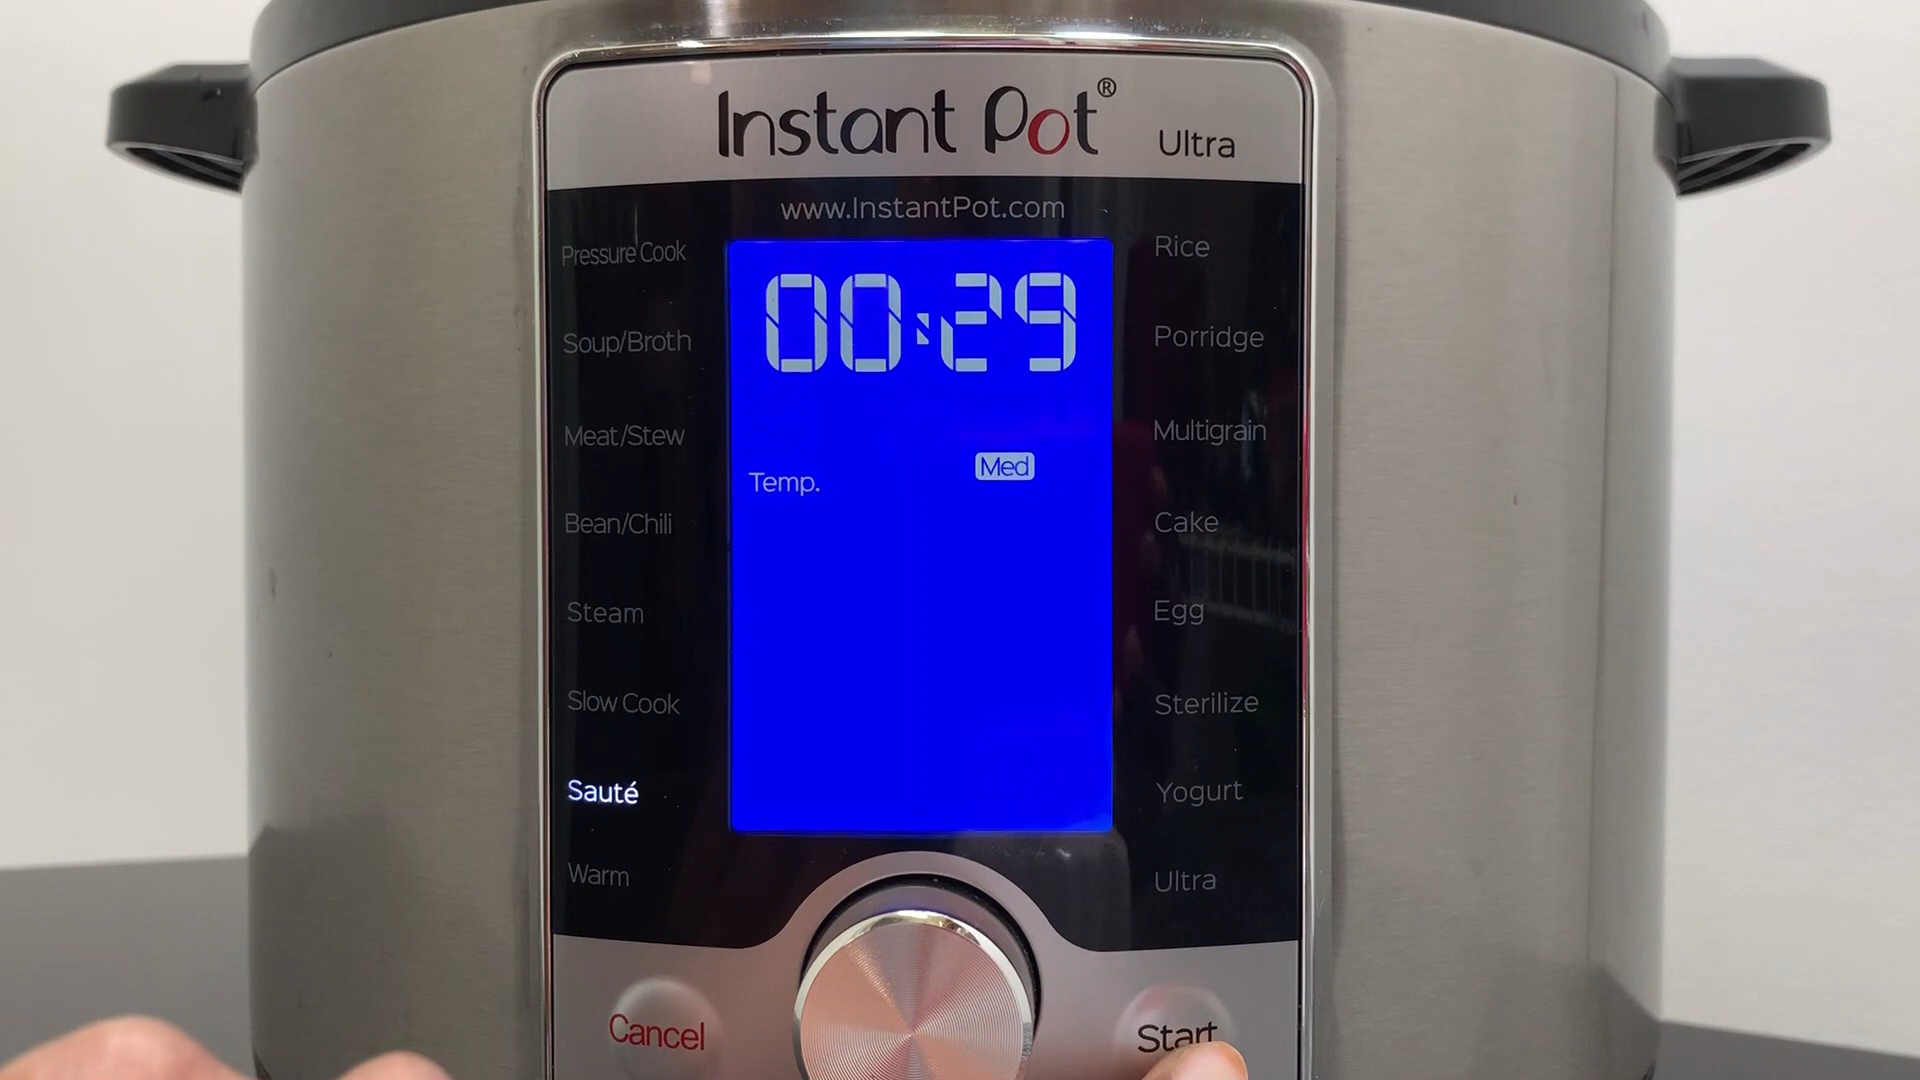 Instant Pot® Ultra
www.InstantPot.com
Pressure Cook
Soup/Broth
Meat/Stew
Bean/Chili
Steam
Slow Cook
Sauté
Warm
00:29
Temp. Med
Rice
Porridge
Multigrain
Cake
Egg
Sterilize
Yogurt
Ultra
Cancel
Start